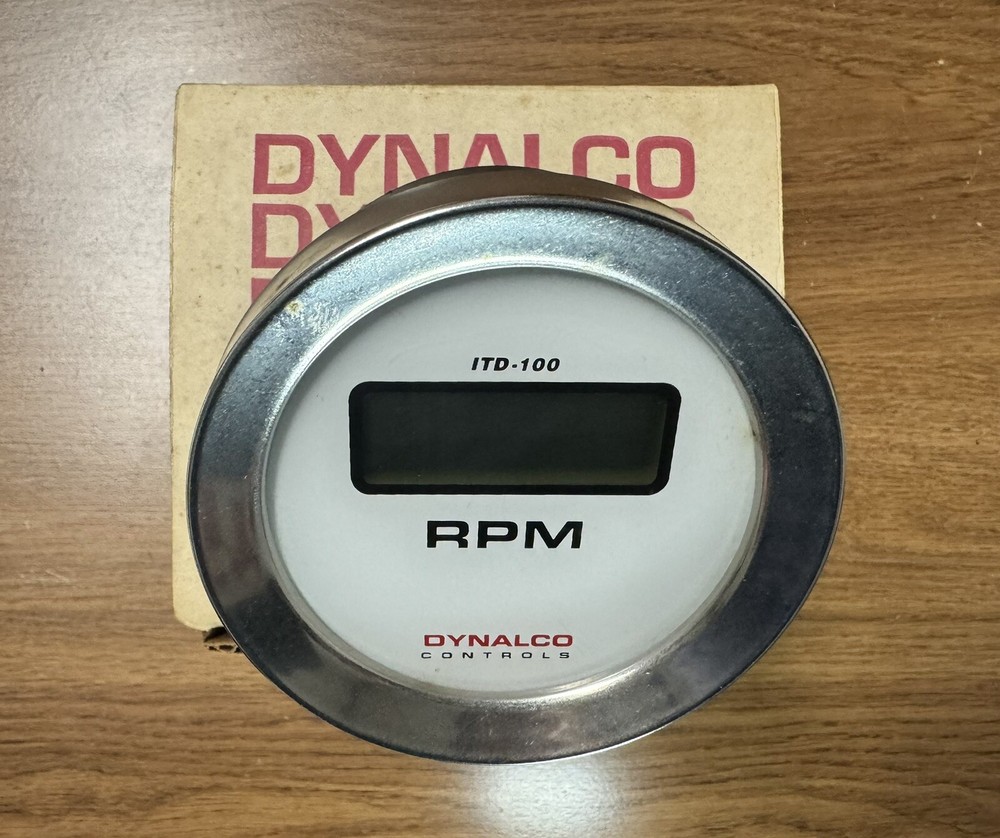 DYNALCO
ITD-100
RPM
DYNALCO
CONTROLS